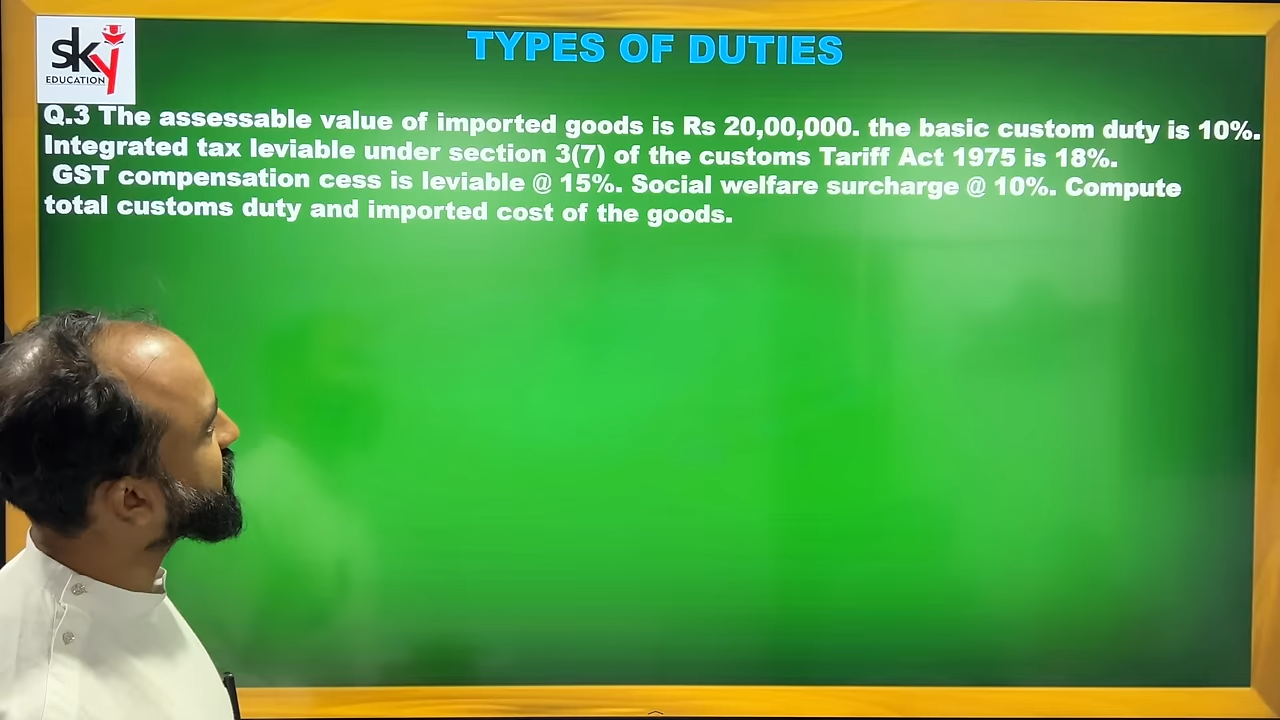 sky
EDUCATION
TYPES OF DUTIES
Q.3 The assessable value of imported goods is Rs 20,00,000. the basic custom duty is 10%.
Integrated tax leviable under section 3(7) of the customs Tariff Act 1975 is 18%.
GST compensation cess is leviable @ 15%. Social welfare surcharge @ 10%. Compute
total customs duty and imported cost of the goods.